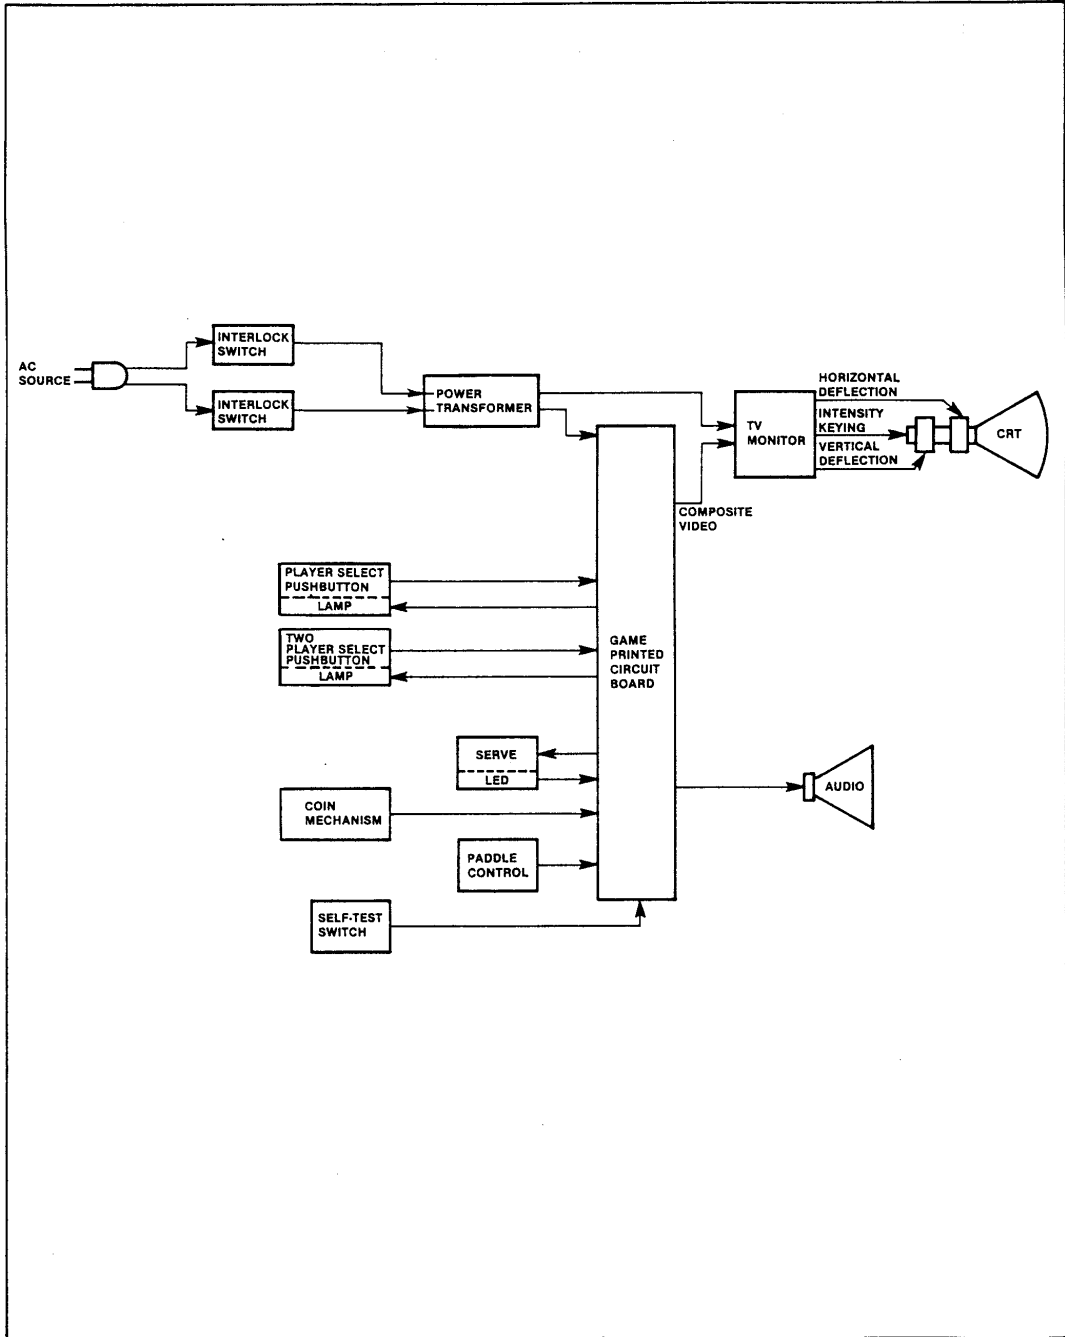 INTERLOCK
SWITCH
AC
SOURCE
INTERLOCK
SWITCH
POWER
TRANSFORMER
TV
MONITOR
HORIZONTAL
DEFLECTION
INTENSITY
KEYING
VERTICAL
DEFLECTION
CRT
COMPOSITE
VIDEO
PLAYER SELECT
PUSHBUTTON
LAMP
TWO
PLAYER SELECT
PUSHBUTTON
LAMP
GAME
PRINTED
CIRCUIT
BOARD
SERVE
LED
COIN
MECHANISM
AUDIO
PADDLE
CONTROL
SELF-TEST
SWITCH